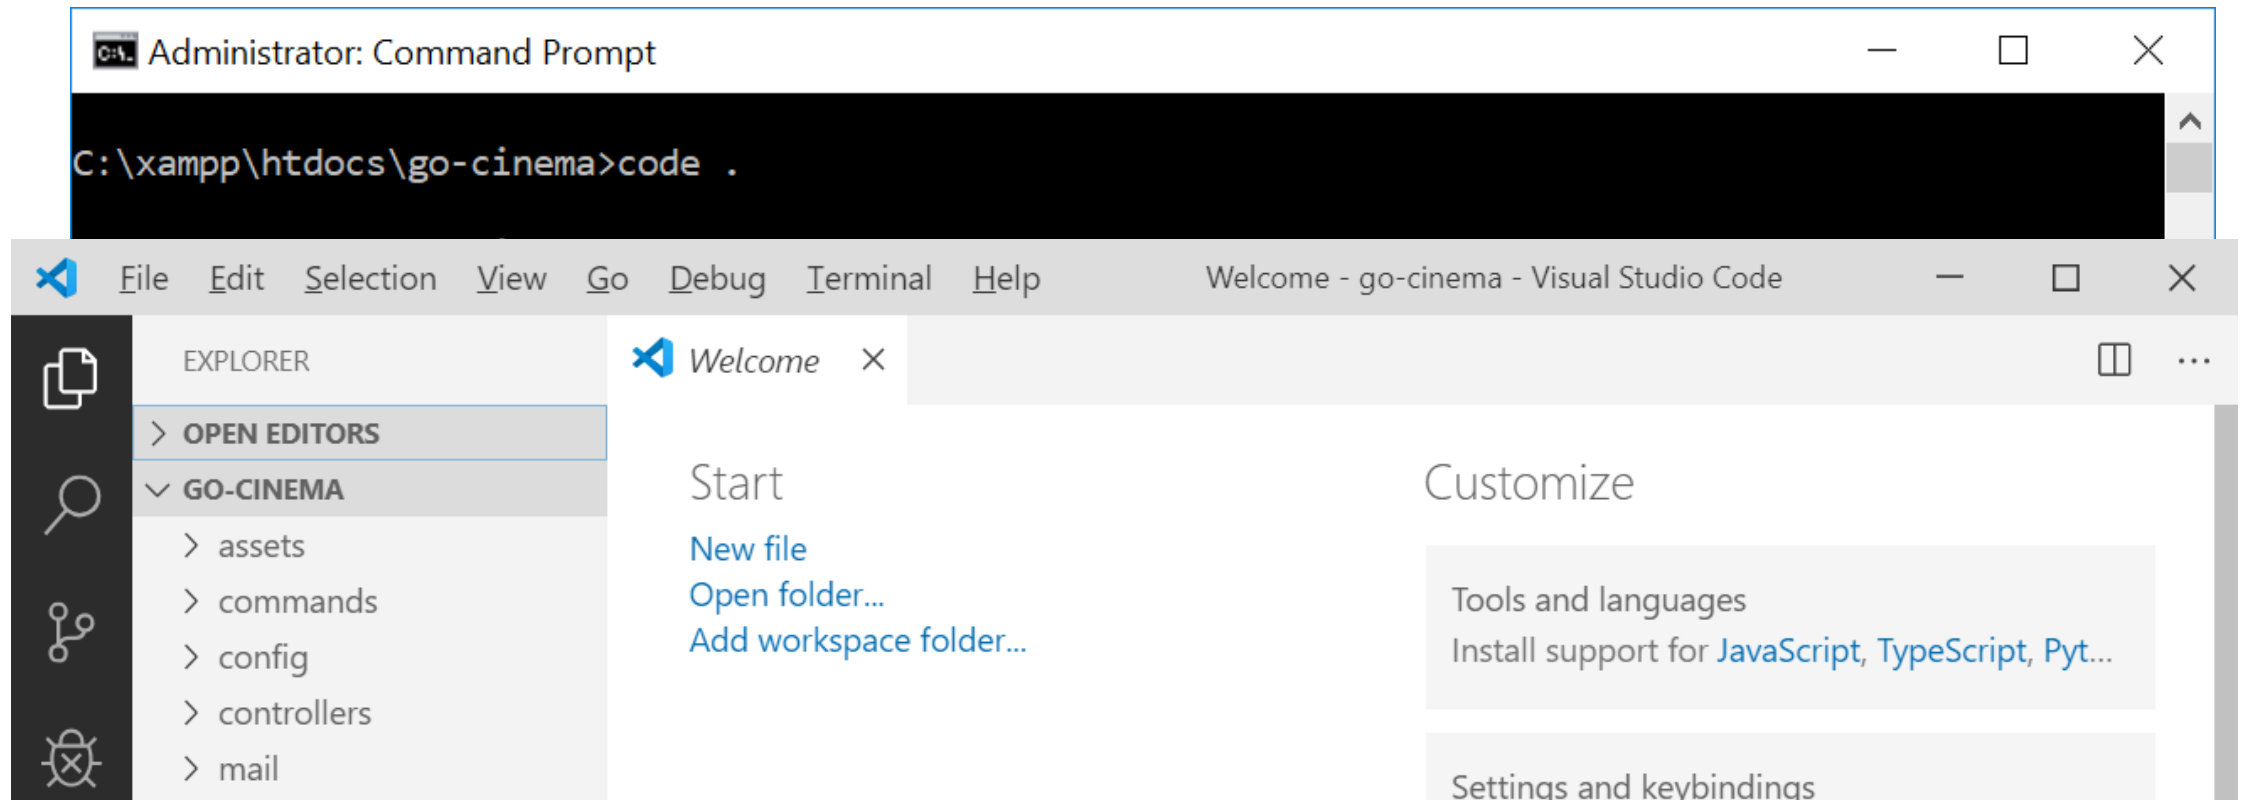 Administrator: Command Prompt
C:\xampp\htdocs\go-cinema>code .
File Edit Selection View Go Debug Terminal Help Welcome - go-cinema - Visual Studio Code
EXPLORER
Welcome
OPEN EDITORS
GO-CINEMA
assets
commands
config
controllers
mail
Start
New file
Open folder...
Add workspace folder...
Customize
Tools and languages
Install support for JavaScript, TypeScript, Pyt...
Settings and keybindings